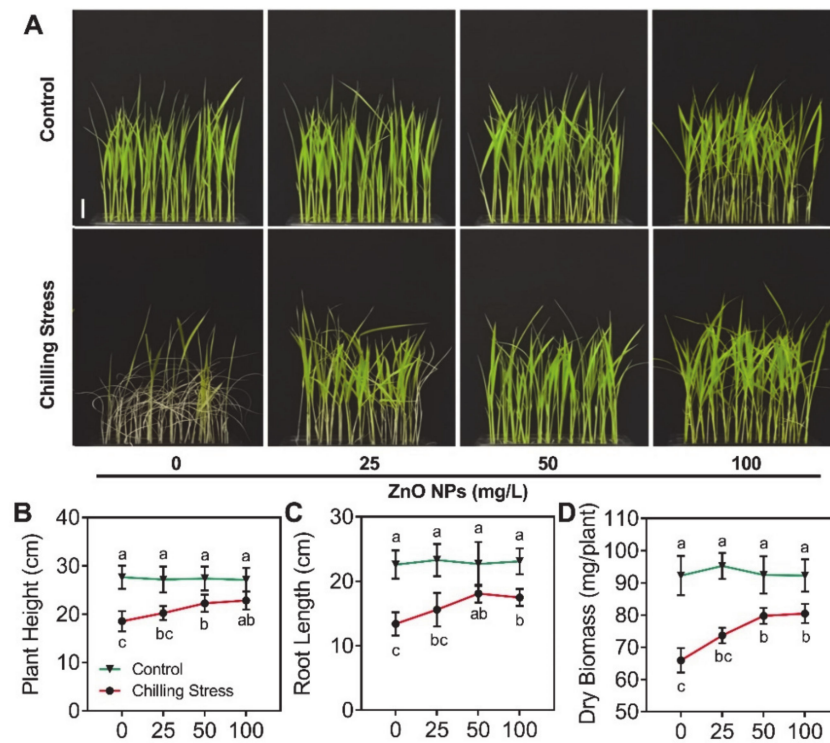 A
Control
Chilling Stress
0 25 50 100
ZnO NPs (mg/L)
B
Plant Height (cm)
40
30
20
10
0
a a a a
c bc b ab
Control
Chilling Stress
0 25 50 100
C
Root Length (cm)
30
20
10
0
a a a a
c bc ab b
0 25 50 100
D
Dry Biomass (mg/plant)
110
100
90
80
70
60
50
a a a a
c bc b b
0 25 50 100